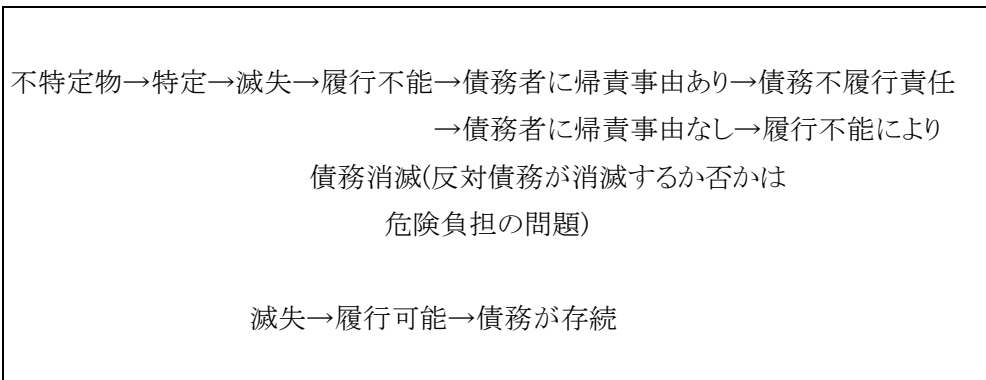 不特定物→特定→滅失→履行不能→債務者に帰責事由あり→債務不履行責任
→債務者に帰責事由なし→履行不能により
債務消滅(反対債務が消滅するか否かは
危険負担の問題)
滅失→履行可能→債務が存続